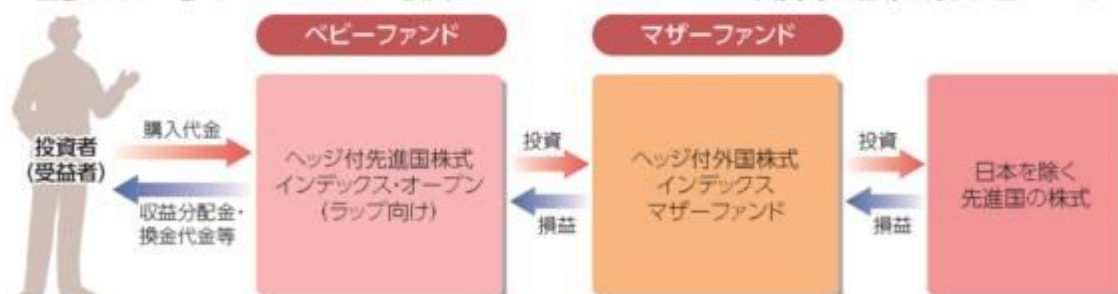 ベビーファンド
マザーファンド
投資者
(受益者)
購入代金
収益分配金・
換金代金等
ヘッジ付先進国株式
インデックス・オープン
(ラップ向け)
投資
損益
ヘッジ付外国株式
インデックス
マザーファンド
投資
損益
日本を除く
先進国の株式